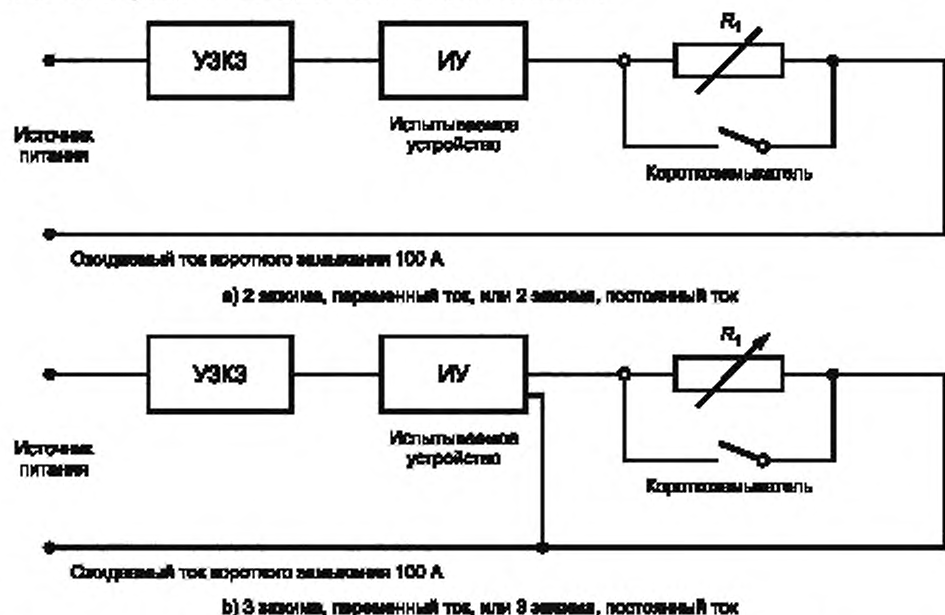 R1
УЗКЗ
ИУ
Источник
питания
Испытываемое
устройство
Короткозамыкатель
Ожидаемый ток короткого замыкания 100 А
a) 2 зажима, переменный ток, или 2 зажима, постоянный ток
R1
УЗКЗ
ИУ
Источник
питания
Испытываемое
устройство
Короткозамыкатель
Ожидаемый ток короткого замыкания 100 А
b) 3 зажима, переменный ток, или 3 зажима, постоянный ток